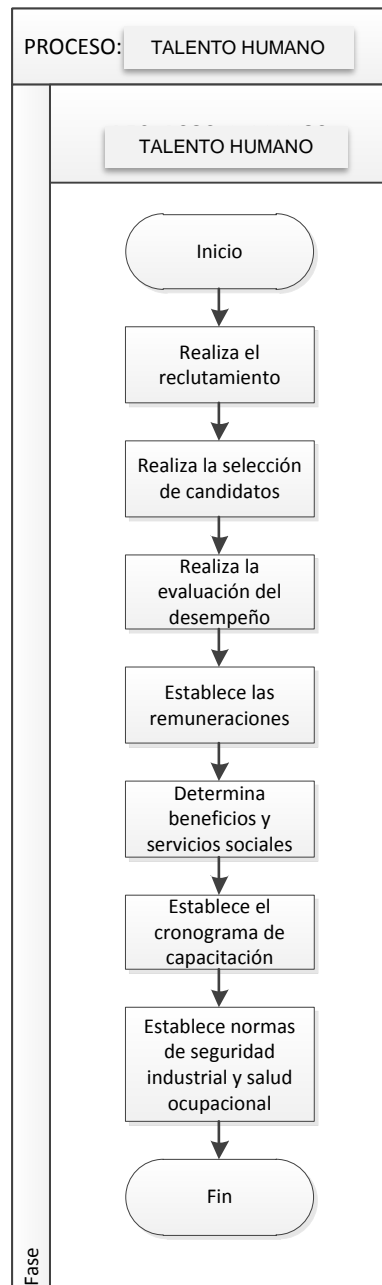 PROCESO: TALENTO HUMANO
TALENTO HUMANO
Inicio
Realiza el
reclutamiento
Realiza la selección
de candidatos
Realiza la
evaluación del
desempeño
Establece las
remuneraciones
Determina
beneficios y
servicios sociales
Establece el
cronograma de
capacitación
Establece normas
de seguridad
industrial y salud
ocupacional
Fin
Fase